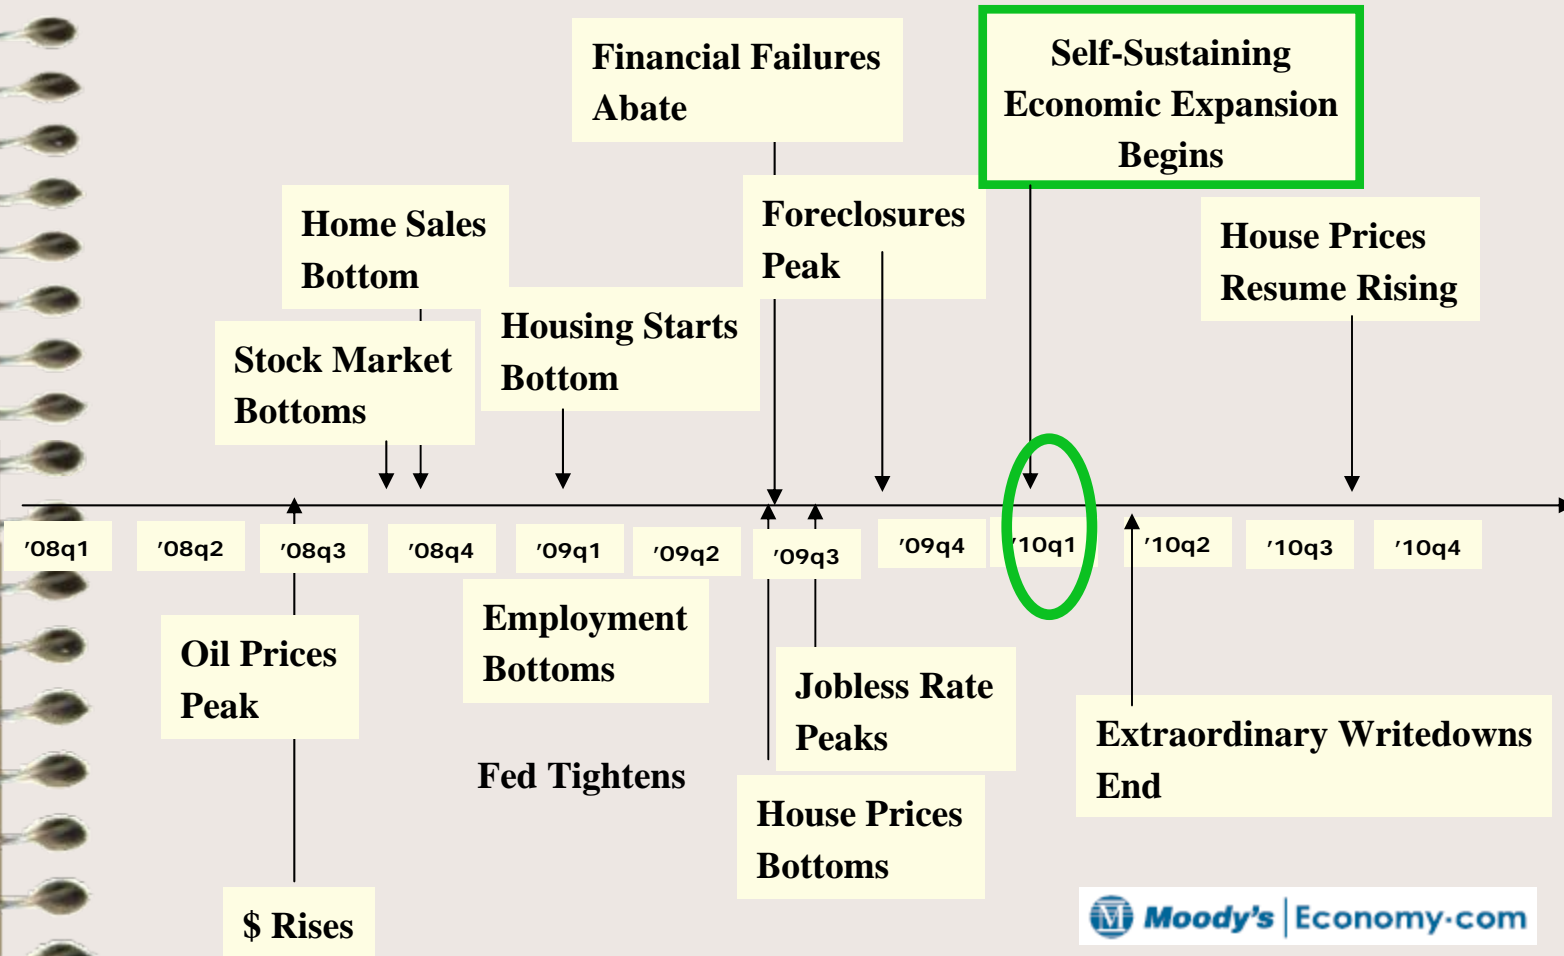 Financial Failures
Abate
Self-Sustaining
Economic Expansion
Begins
Home Sales
Bottom
Foreclosures
Peak
House Prices
Resume Rising
Stock Market
Bottoms
Housing Starts
Bottom
'08q1
'08q2
'08q3
'08q4
'09q1
'09q2
'09q3
'09q4
'10q1
'10q2
'10q3
'10q4
Oil Prices
Peak
Employment
Bottoms
Jobless Rate
Peaks
Extraordinary Writedowns
End
Fed Tightens
House Prices
Bottoms
$ Rises
M Moody's Economy.com